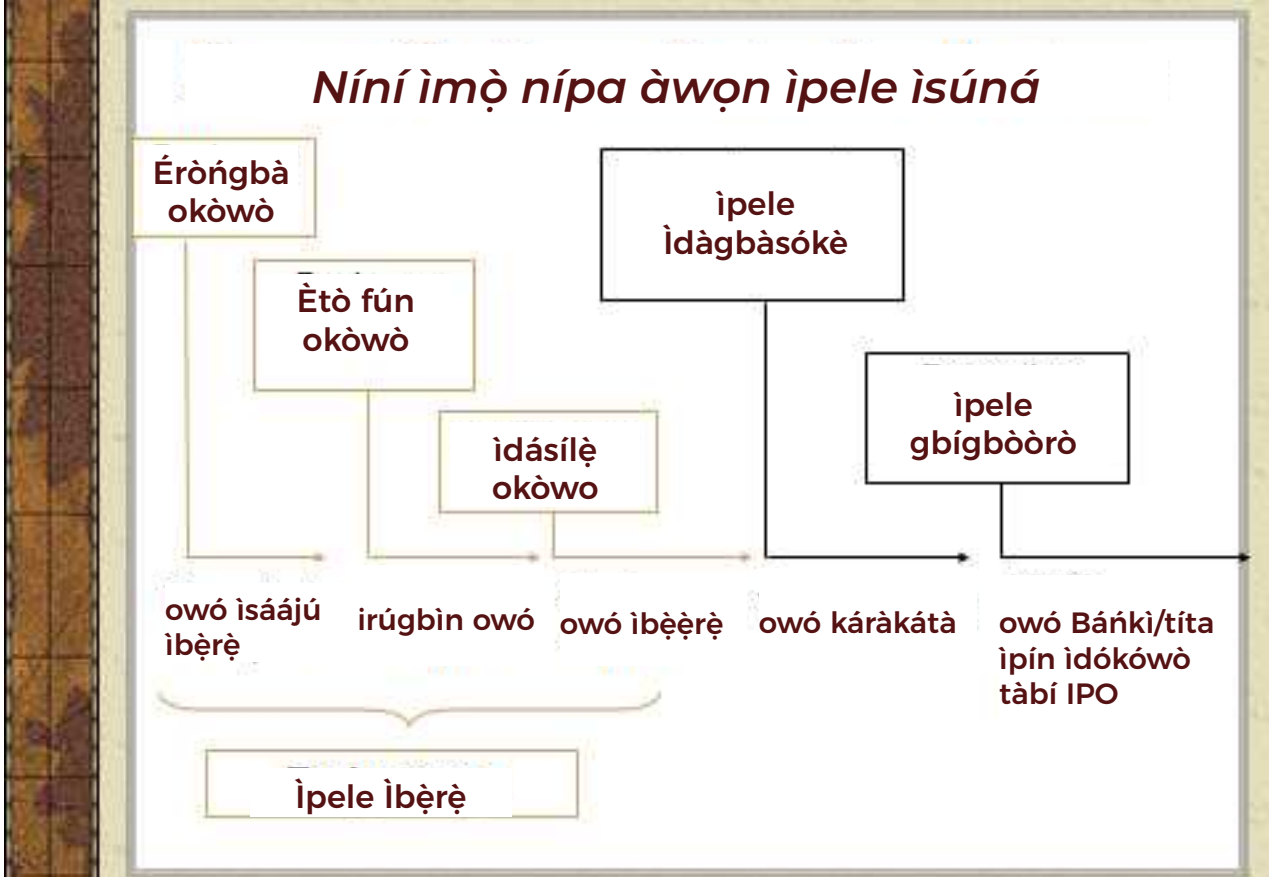 Níní ìmọ̀ nípa àwọn ìpele ìsúná
Éròńgbà
okòwò
Ètò fún
okòwò
ìdásílẹ̀
okòwo
ìpele
Ìdàgbàsókè
ìpele
gbígbòòrò
owó ìsáájú
ìbẹ̀rẹ̀
irúgbìn owó
owó ìbẹ̀ẹ̀rẹ̀
owó káràkátà
owó Báńkì/títa
ìpín ìdókówò
tàbí IPO
Ìpele Ìbẹ̀rẹ̀